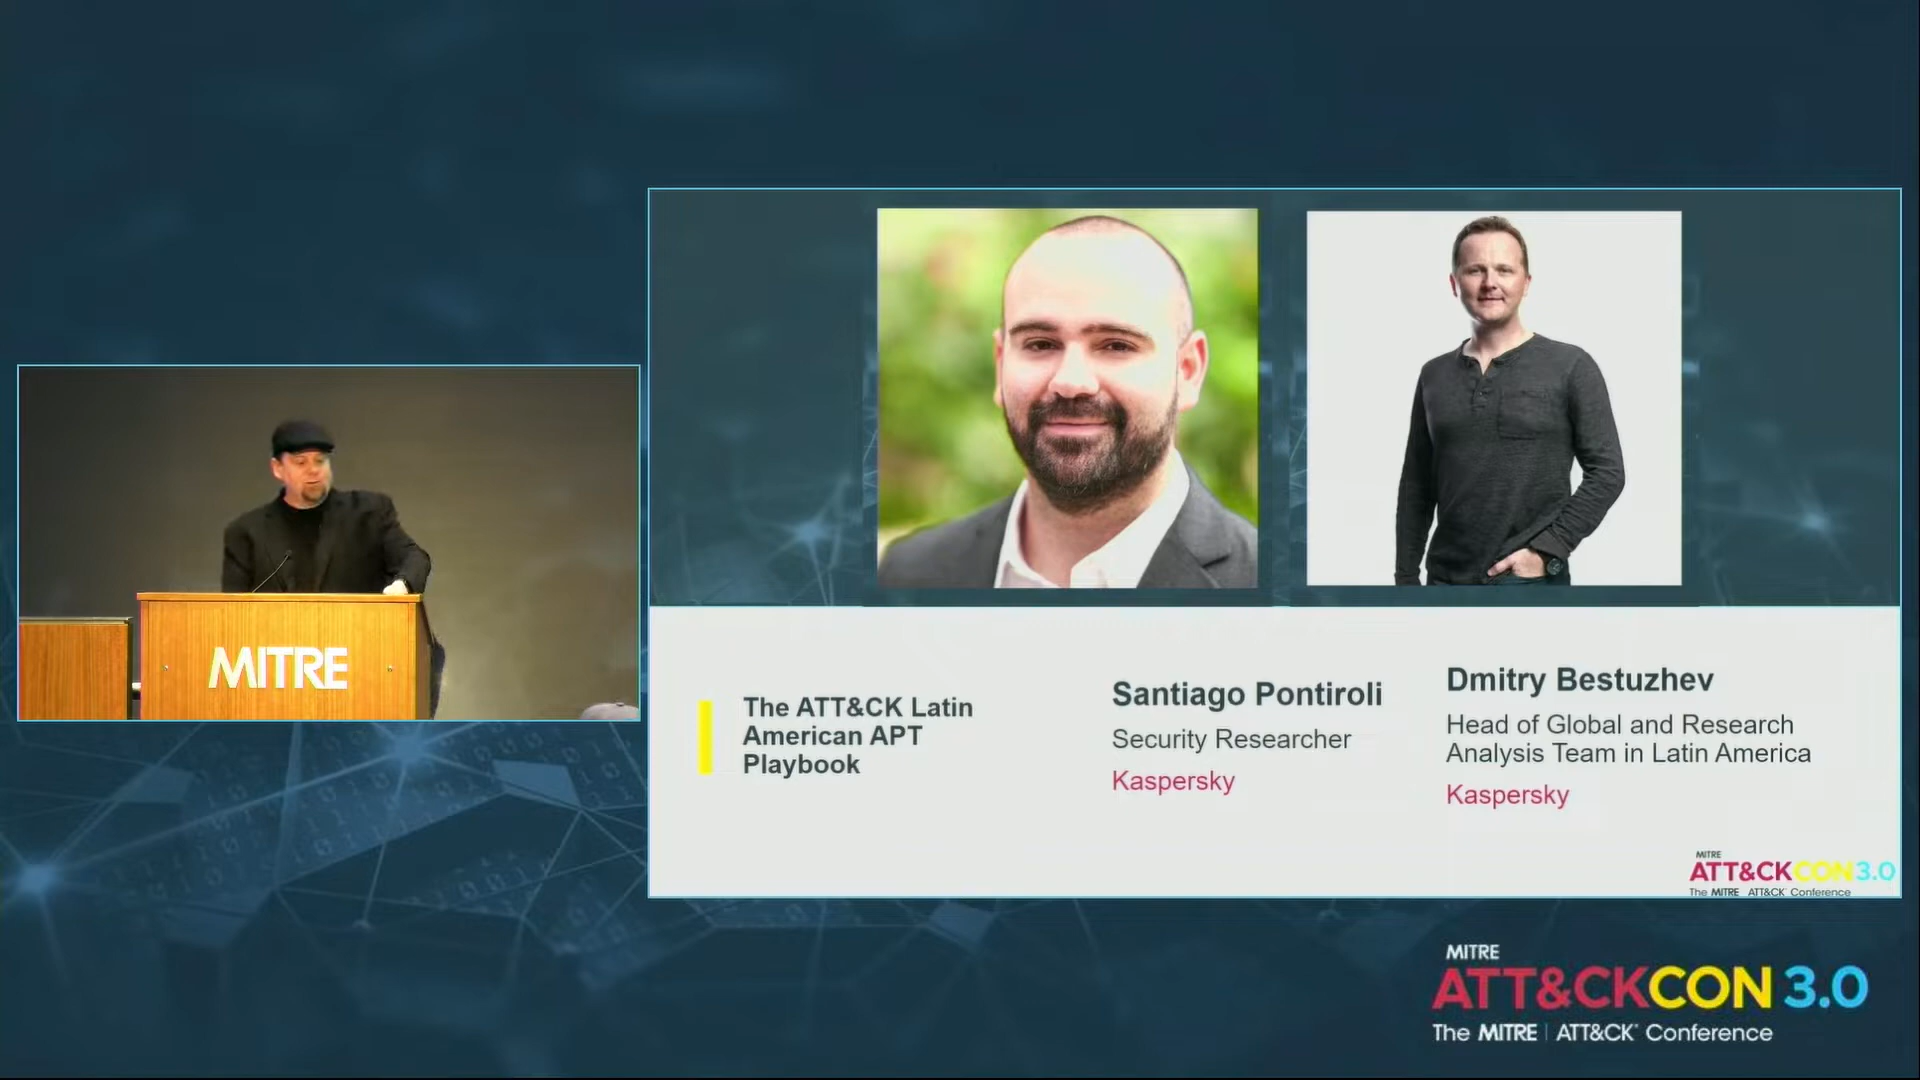 MITRE
The ATT&CK Latin
American APT
Playbook
Santiago Pontiroli
Security Researcher
Kaspersky
Dmitry Bestuzhev
Head of Global and Research
Analysis Team in Latin America
Kaspersky
MITRE
ATT&CKCON 3.0
The MITRE ATT&CK Conference
MITRE
ATT&CKCON 3.0
The MITRE | ATT&CK® Conference